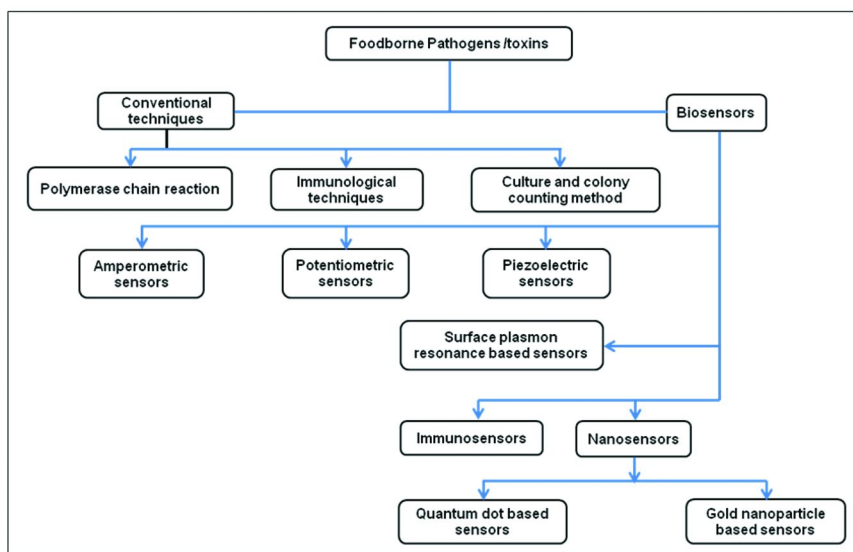 Foodborne Pathogens /toxins
Conventional
techniques
Biosensors
Polymerase chain reaction
Immunological
techniques
Culture and colony
counting method
Amperometric
sensors
Potentiometric
sensors
Piezoelectric
sensors
Surface plasmon
resonance based sensors
Immunosensors
Nanosensors
Quantum dot based
sensors
Gold nanoparticle
based sensors